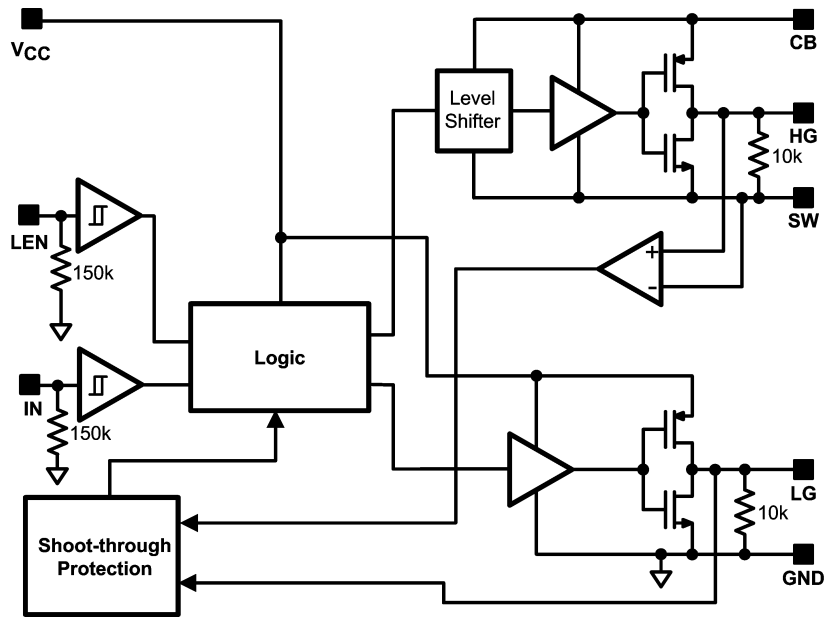 VCC
CB
Level
Shifter
HG
10k
SW
LEN
150k
+
-
Logic
IN
150k
LG
10k
Shoot-through
Protection
GND